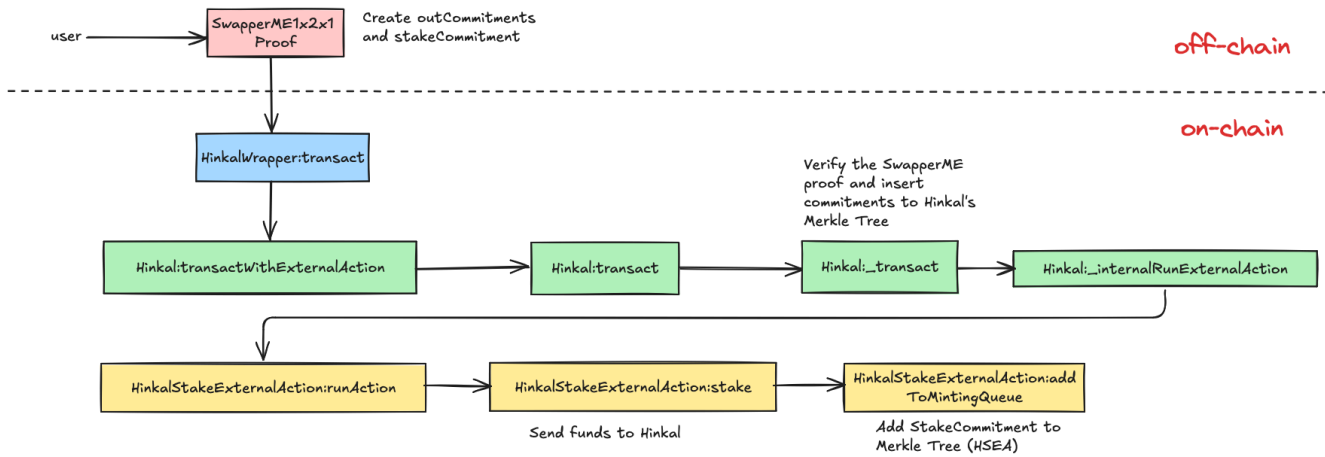 SwapperME1x2x1
Proof
Create outCommitments
and stakeCommitment
user
off-chain
on-chain
HinkalWrapper:transact
Verify the SwapperME
proof and insert
commitments to Hinkal's
Merkle Tree
Hinkal:transactWithExternalAction
Hinkal:transact
Hinkal:_transact
Hinkal:_internalRunExternalAction
HinkalStakeExternalAction:runAction
HinkalStakeExternalAction:stake
HinkalStakeExternalAction:add
ToMintingQueue
Send funds to Hinkal
Add StakeCommitment to
Merkle Tree (HSEA)